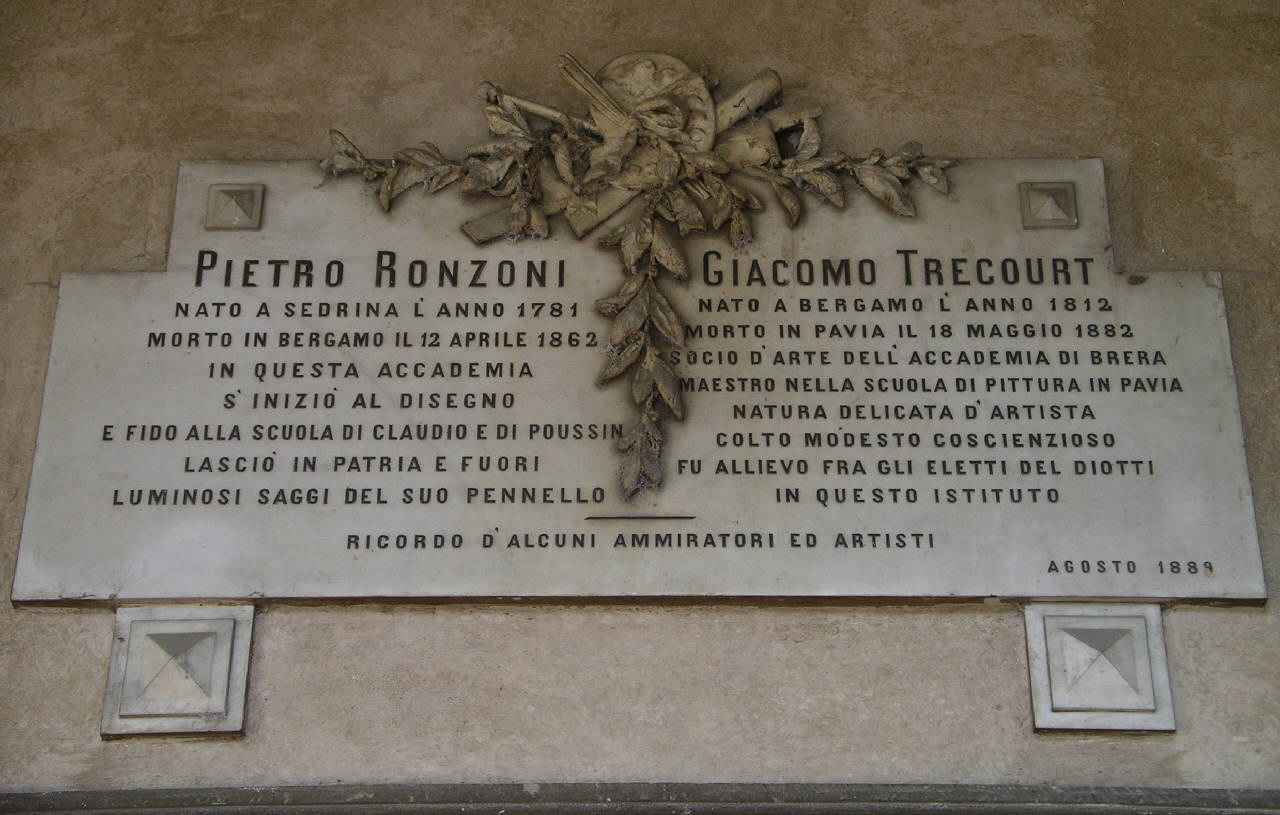 PIETRO RONZONI
NATO A SEDRINA L'ANNO 1781
MORTO IN BERGAMO IL 12 APRILE 1862
IN QUESTA ACCADEMIA
S'INIZIÒ AL DISEGNO
E FIDO ALLA SCUOLA DI CLAUDIO E DI POUSSIN
LASCIÒ IN PATRIA E FUORI
LUMINOSI SAGGI DEL SUO PENNELLO
GIACOMO TRECOURT
NATO A BERGAMO L'ANNO 1812
MORTO IN PAVIA IL 18 MAGGIO 1882
SOCIO D'ARTE DELL'ACCADEMIA DI BRERA
MAESTRO NELLA SCUOLA DI PITTURA IN PAVIA
NATURA DELICATA D'ARTISTA
COLTO MODESTO COSCIENZIOSO
FU ALLIEVO FRA GLI ELETTI DEL DIOTTI
IN QUESTO ISTITUTO
RICORDO D'ALCUNI AMMIRATORI ED ARTISTI
AGOSTO 1889